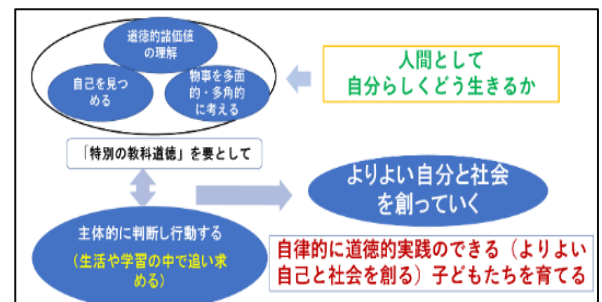 道徳的諸価値
の理解
自己を見つ
める
物事を多面
的・多角的
に考える
人間として
自分らしくどう生きるか
「特別の教科道徳」を要として
よりよい自分と社会
を創っていく
主体的に判断し行動する
(生活や学習の中で追い求
める)
自律的に道徳的実践のできる(よりよい
自己と社会を創る)子どもたちを育てる